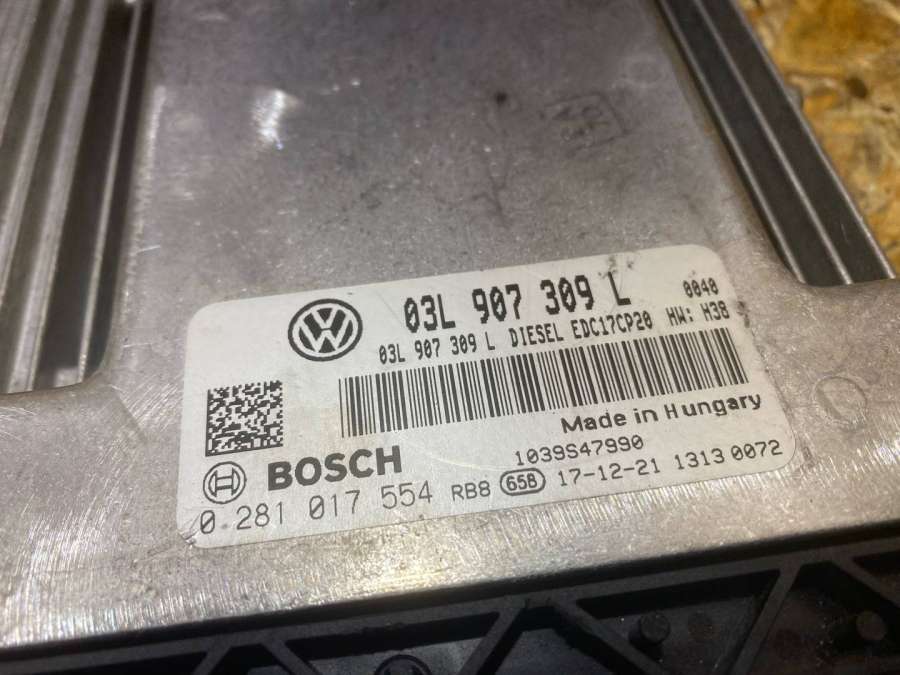 03L 907 309 L 0040
03L 907 309 L DIESEL EDC17CP20 HW: H38
Made in Hungary
BOSCH 1039S47990
0 281 017 554 RB8 658 17-12-21 1313 0072